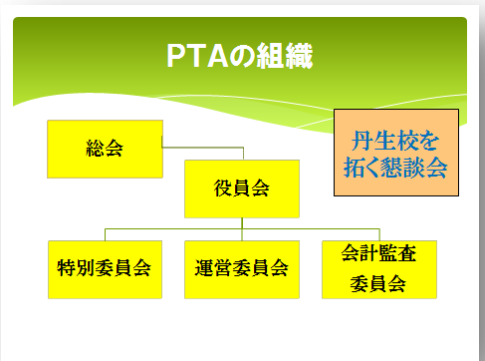 PTAの組織
総会
丹生校を
拓く懇談会
役員会
特別委員会
運営委員会
会計監査
委員会